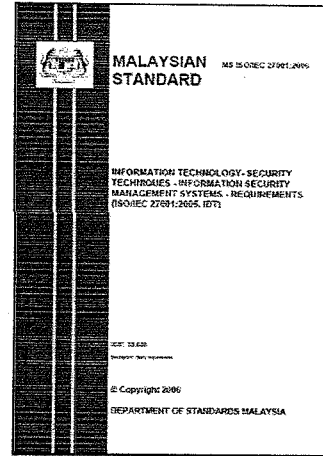 MALAYSIAN
STANDARD
MS ISO/IEC 27001:2006
INFORMATION TECHNOLOGY- SECURITY
TECHNIQUES - INFORMATION SECURITY
MANAGEMENT SYSTEMS - REQUIREMENTS
(ISO/IEC 27001:2005, IDT)
© Copyright 2006
DEPARTMENT OF STANDARDS MALAYSIA